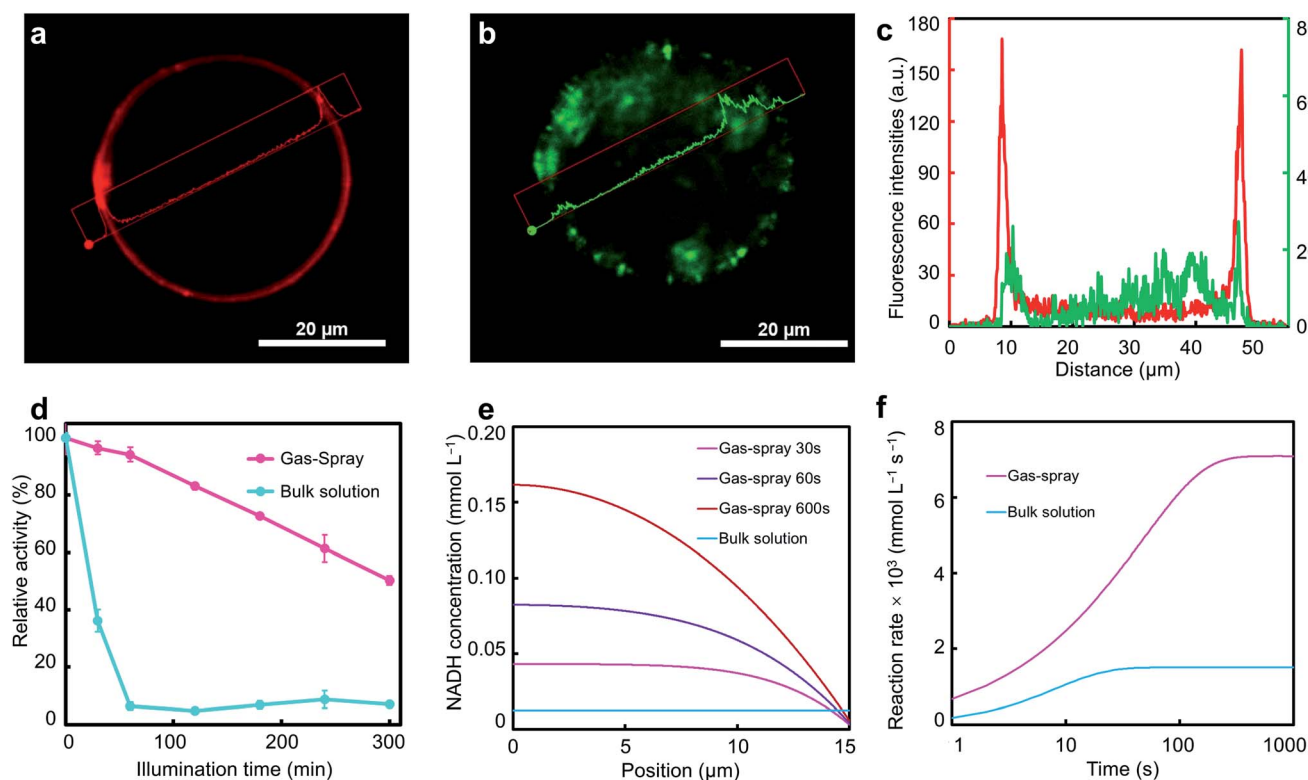 a
20 µm
b
20 µm
c
Fluorescence intensities (a.u.)
180
150
120
90
60
30
0
8
6
4
2
0
0 10 20 30 40 50
Distance (µm)
d
Relative activity (%)
100
80
60
40
20
0
Gas-Spray
Bulk solution
0 100 200 300
Illumination time (min)
e
NADH concentration (mmol L⁻¹)
0.20
0.15
0.10
0.05
0
Gas-spray 30s
Gas-spray 60s
Gas-spray 600s
Bulk solution
0 5 10 15
Position (µm)
f
Reaction rate × 10³ (mmol L⁻¹ s⁻¹)
8
6
4
2
0
Gas-spray
Bulk solution
1 10 100 1000
Time (s)